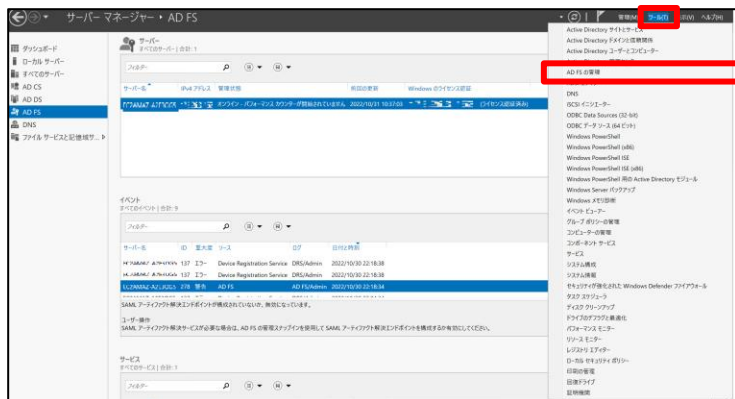 サーバー マネージャー・AD FS
管理(M) ツール(T) 表示(V) ヘルプ(H)
ダッシュボード
ローカル サーバー
すべてのサーバー
AD CS
AD DS
AD FS
DNS
ファイル サービスと記憶域サ...
サーバー
すべてのサーバー | 合計: 1
フィルター
サーバー名 IPv4 アドレス 管理状態 前回の更新 Windows のライセンス認証
オンライン - パフォーマンス カウンターが開始されていません 2022/10/31 10:37:03 (ライセンス認証済み)
イベント
すべてのイベント | 合計: 9
フィルター
サーバー名 ID 重大度 ソース ログ 日付と時刻
137 エラー Device Registration Service DRS/Admin 2022/10/30 22:18:38
137 エラー Device Registration Service DRS/Admin 2022/10/30 22:18:38
278 警告 AD FS AD FS/Admin 2022/10/30 22:18:34
SAML アーティファクト解決エンドポイントが構成されていないか、無効になっています。
ユーザー操作
SAML アーティファクト解決サービスが必要な場合は、AD FS の管理スナップインを使用して SAML アーティファクト解決エンドポイントを構成するか有効にしてください。
サービス
すべてのサービス | 合計: 1
フィルター
Active Directory サイトとサービス
Active Directory ドメインと信頼関係
Active Directory ユーザーとコンピューター
AD FS の管理
DNS
iSCSI イニシエーター
ODBC Data Sources (32-bit)
ODBC データ ソース (64 ビット)
Windows PowerShell
Windows PowerShell (x86)
Windows PowerShell ISE
Windows PowerShell ISE (x86)
Windows PowerShell 用の Active Directory モジュール
Windows Server バックアップ
Windows メモリ診断
イベント ビューアー
グループ ポリシーの管理
コンピューターの管理
コンポーネント サービス
サービス
システム構成
システム情報
セキュリティが強化された Windows Defender ファイアウォール
タスク スケジューラ
ディスク クリーンアップ
ドライブのデフラグと最適化
パフォーマンス モニター
リソース モニター
レジストリ エディター
ローカル セキュリティ ポリシー
印刷の管理
回復ドライブ
証明機関